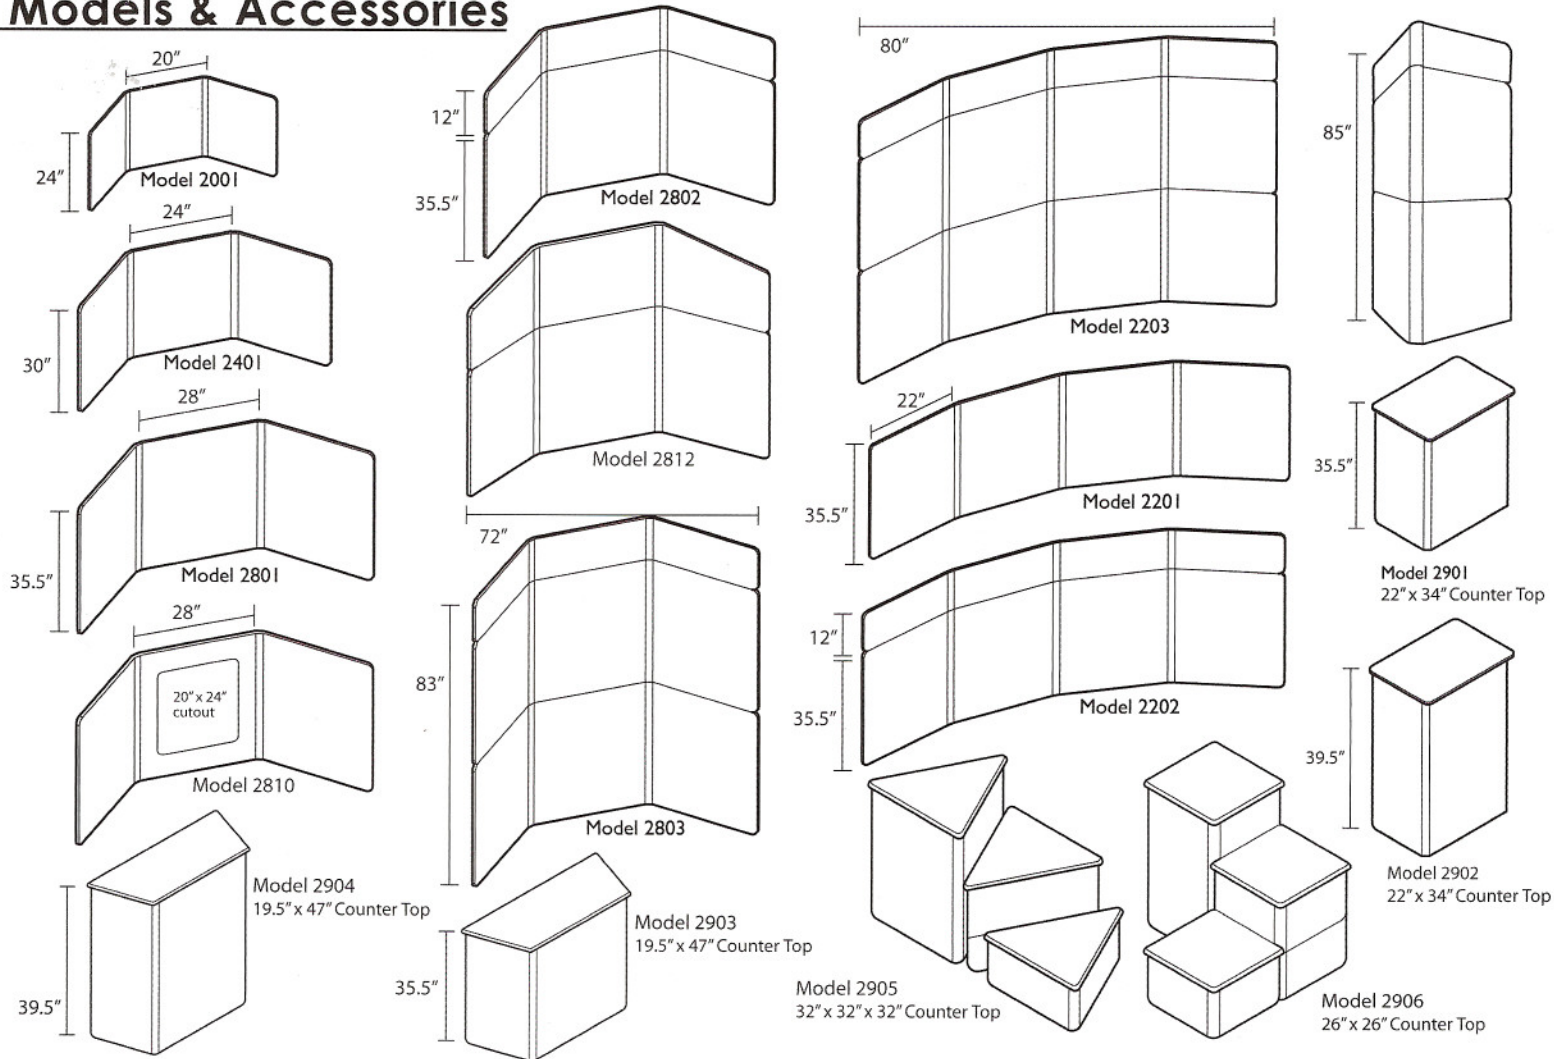 Models & Accessories
20"
24"
Model 2001
24"
30"
Model 2401
28"
35.5"
Model 2801
28"
20" x 24"
cutout
Model 2810
39.5"
Model 2904
19.5" x 47" Counter Top
12"
35.5"
Model 2802
Model 2812
72"
83"
Model 2803
35.5"
Model 2903
19.5" x 47" Counter Top
80"
Model 2203
22"
35.5"
Model 2201
12"
35.5"
Model 2202
Model 2905
32" x 32" x 32" Counter Top
85"
35.5"
Model 2901
22" x 34" Counter Top
39.5"
Model 2902
22" x 34" Counter Top
Model 2906
26" x 26" Counter Top